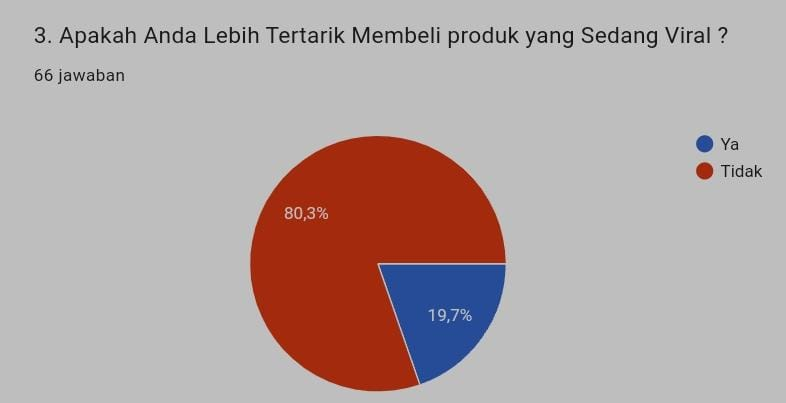 3. Apakah Anda Lebih Tertarik Membeli produk yang Sedang Viral ?
66 jawaban
Ya
Tidak
80,3%
19,7%